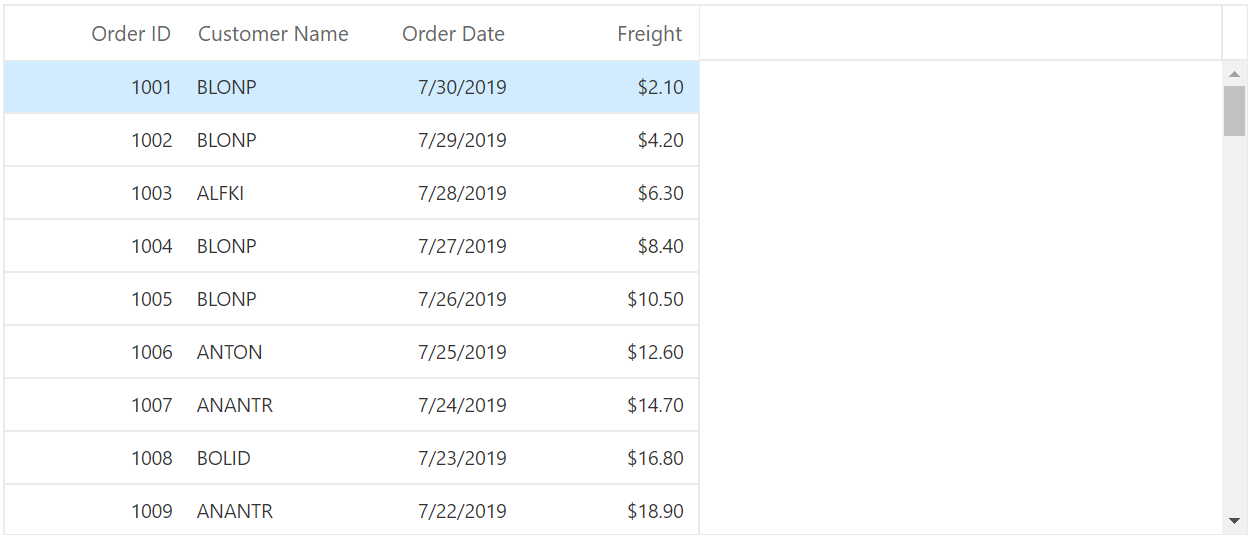 Order ID Customer Name Order Date Freight
1001 BLONP 7/30/2019 $2.10
1002 BLONP 7/29/2019 $4.20
1003 ALFKI 7/28/2019 $6.30
1004 BLONP 7/27/2019 $8.40
1005 BLONP 7/26/2019 $10.50
1006 ANTON 7/25/2019 $12.60
1007 ANANTR 7/24/2019 $14.70
1008 BOLID 7/23/2019 $16.80
1009 ANANTR 7/22/2019 $18.90